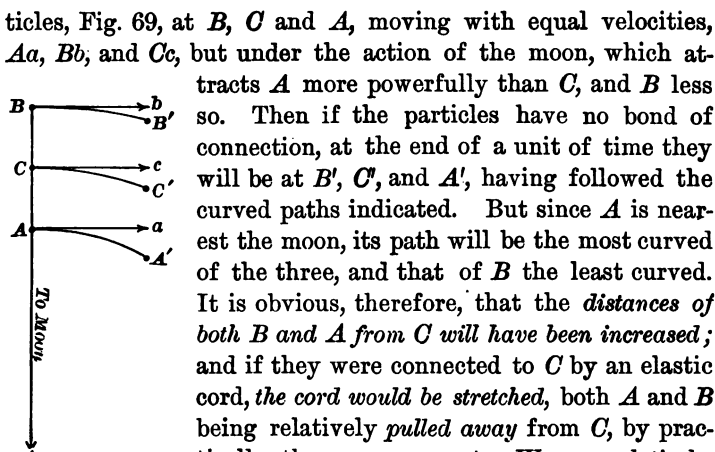 ticles, Fig. 69, at B, C and A, moving with equal velocities,
Aa, Bb, and Cc, but under the action of the moon, which at-
tracts A more powerfully than C, and B less
so. Then if the particles have no bond of
connection, at the end of a unit of time they
will be at B′, C′, and A′, having followed the
curved paths indicated. But since A is near-
est the moon, its path will be the most curved
of the three, and that of B the least curved.
It is obvious, therefore, that the distances of
both B and A from C will have been increased;
and if they were connected to C by an elastic
cord, the cord would be stretched, both A and B
being relatively pulled away from C, by prac-
B
b
B′
C
c
C′
A
a
A′
To Moon